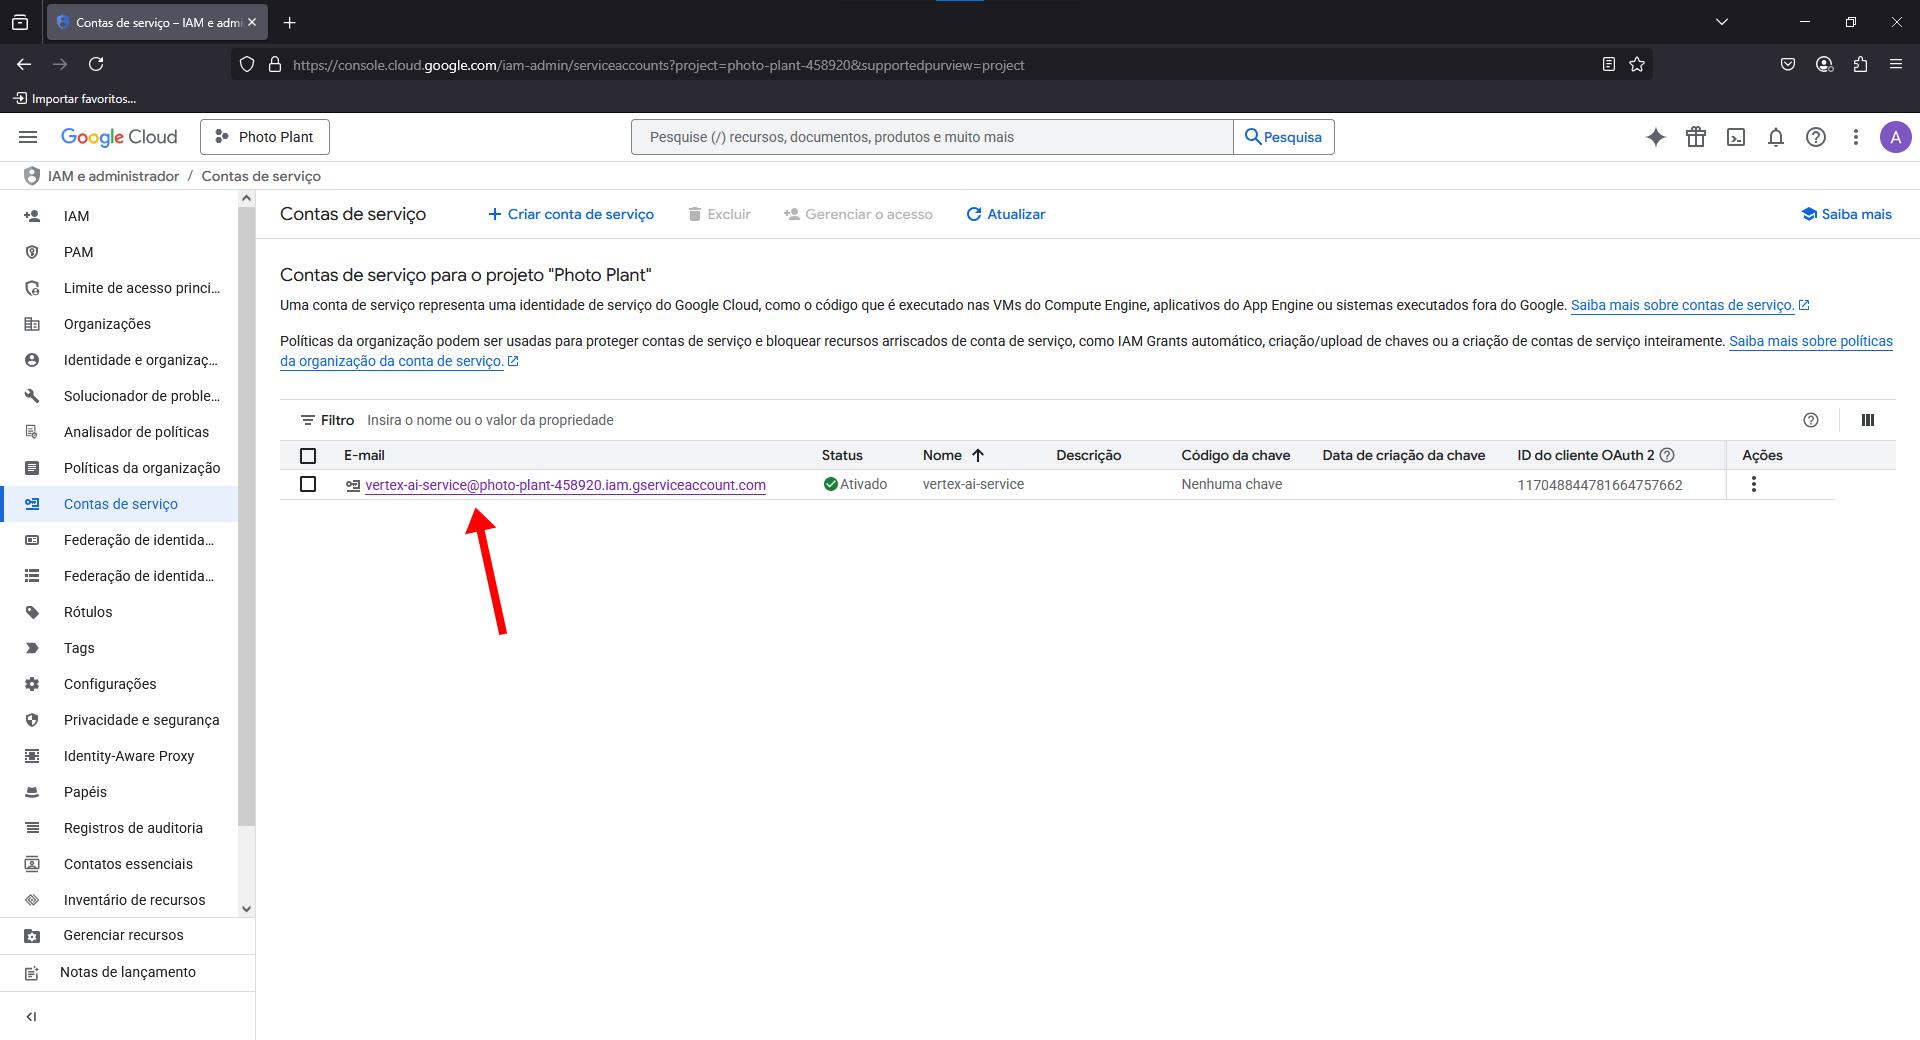 Contas de serviço – IAM e admi
https://console.cloud.google.com/iam-admin/serviceaccounts?project=photo-plant-458920&supportedpurview=project
Importar favoritos...
Google Cloud
Photo Plant
Pesquise (/) recursos, documentos, produtos e muito mais
Pesquisa
A
IAM e administrador / Contas de serviço
IAM
PAM
Limite de acesso princi...
Organizações
Identidade e organizaç...
Solucionador de proble...
Analisador de políticas
Políticas da organização
Contas de serviço
Federação de identida...
Federação de identida...
Rótulos
Tags
Configurações
Privacidade e segurança
Identity-Aware Proxy
Papéis
Registros de auditoria
Contatos essenciais
Inventário de recursos
Gerenciar recursos
Notas de lançamento
Contas de serviço
Criar conta de serviço
Excluir
Gerenciar o acesso
Atualizar
Saiba mais
Contas de serviço para o projeto "Photo Plant"
Uma conta de serviço representa uma identidade de serviço do Google Cloud, como o código que é executado nas VMs do Compute Engine, aplicativos do App Engine ou sistemas executados fora do Google. Saiba mais sobre contas de serviço.
Políticas da organização podem ser usadas para proteger contas de serviço e bloquear recursos arriscados de conta de serviço, como IAM Grants automático, criação/upload de chaves ou a criação de contas de serviço inteiramente. Saiba mais sobre políticas
da organização da conta de serviço.
Filtro Insira o nome ou o valor da propriedade
E-mail Status Nome Descrição Código da chave Data de criação da chave ID do cliente OAuth 2 Ações
vertex-ai-service@photo-plant-458920.iam.gserviceaccount.com Ativado vertex-ai-service Nenhuma chave 117048844781664757662